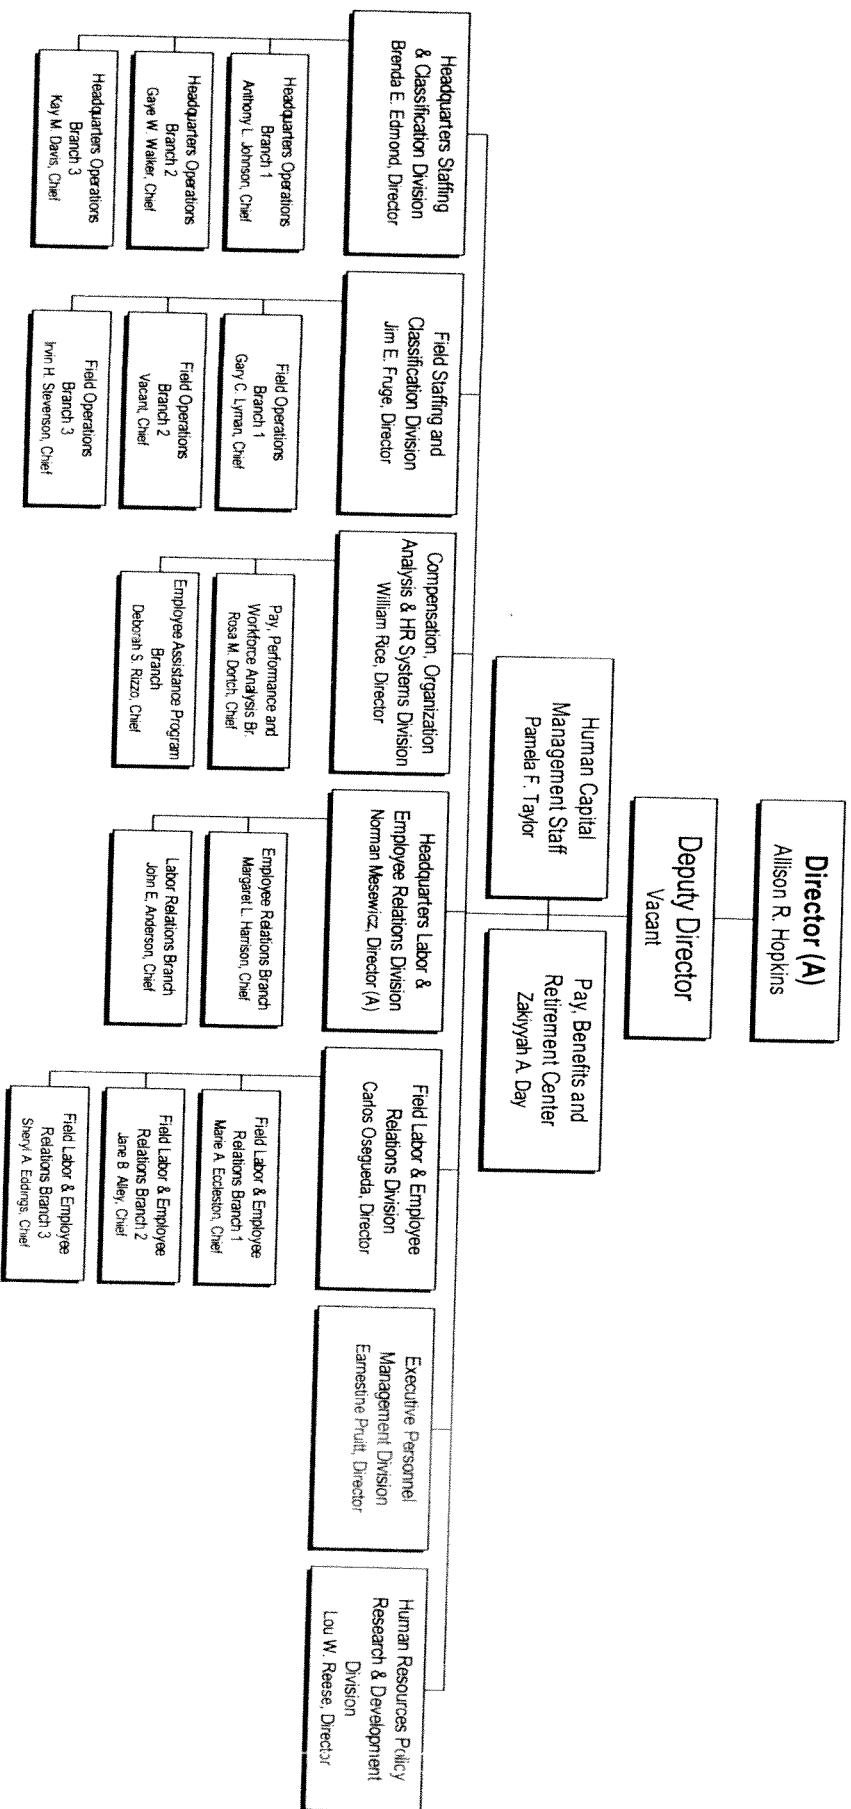 Director (A)
Allison R. Hopkins
Deputy Director
Vacant
Human Capital
Management Staff
Pamela F. Taylor
Pay, Benefits and
Retirement Center
Zakiyyah A. Day
Headquarters Staffing
& Classification Division
Brenda E. Edmond, Director
Headquarters Operations
Branch 1
Anthony L. Johnson, Chief
Headquarters Operations
Branch 2
Gaye W. Walker, Chief
Headquarters Operations
Branch 3
Kay M. Davis, Chief
Field Staffing and
Classification Division
Jim E. Fruge, Director
Field Operations
Branch 1
Gary C. Lyman, Chief
Field Operations
Branch 2
Vacant, Chief
Field Operations
Branch 3
Irvin H. Stevenson, Chief
Compensation, Organization
Analysis & HR Systems Division
William Rice, Director
Pay, Performance and
Workforce Analysis Br.
Rosa M. Dortch, Chief
Employee Assistance Program
Branch
Deborah S. Rizzo, Chief
Headquarters Labor &
Employee Relations Division
Norman Mesewicz, Director (A)
Employee Relations Branch
Margaret L. Harrison, Chief
Labor Relations Branch
John E. Anderson, Chief
Field Labor & Employee
Relations Division
Carlos Osegueda, Director
Field Labor & Employee
Relations Branch 1
Marie A. Eccleston, Chief
Field Labor & Employee
Relations Branch 2
Jane B. Alley, Chief
Field Labor & Employee
Relations Branch 3
Sheryl A. Eddings, Chief
Executive Personnel
Management Division
Earnestine Pruitt, Director
Human Resources Policy
Research & Development
Division
Lou W. Reese, Director